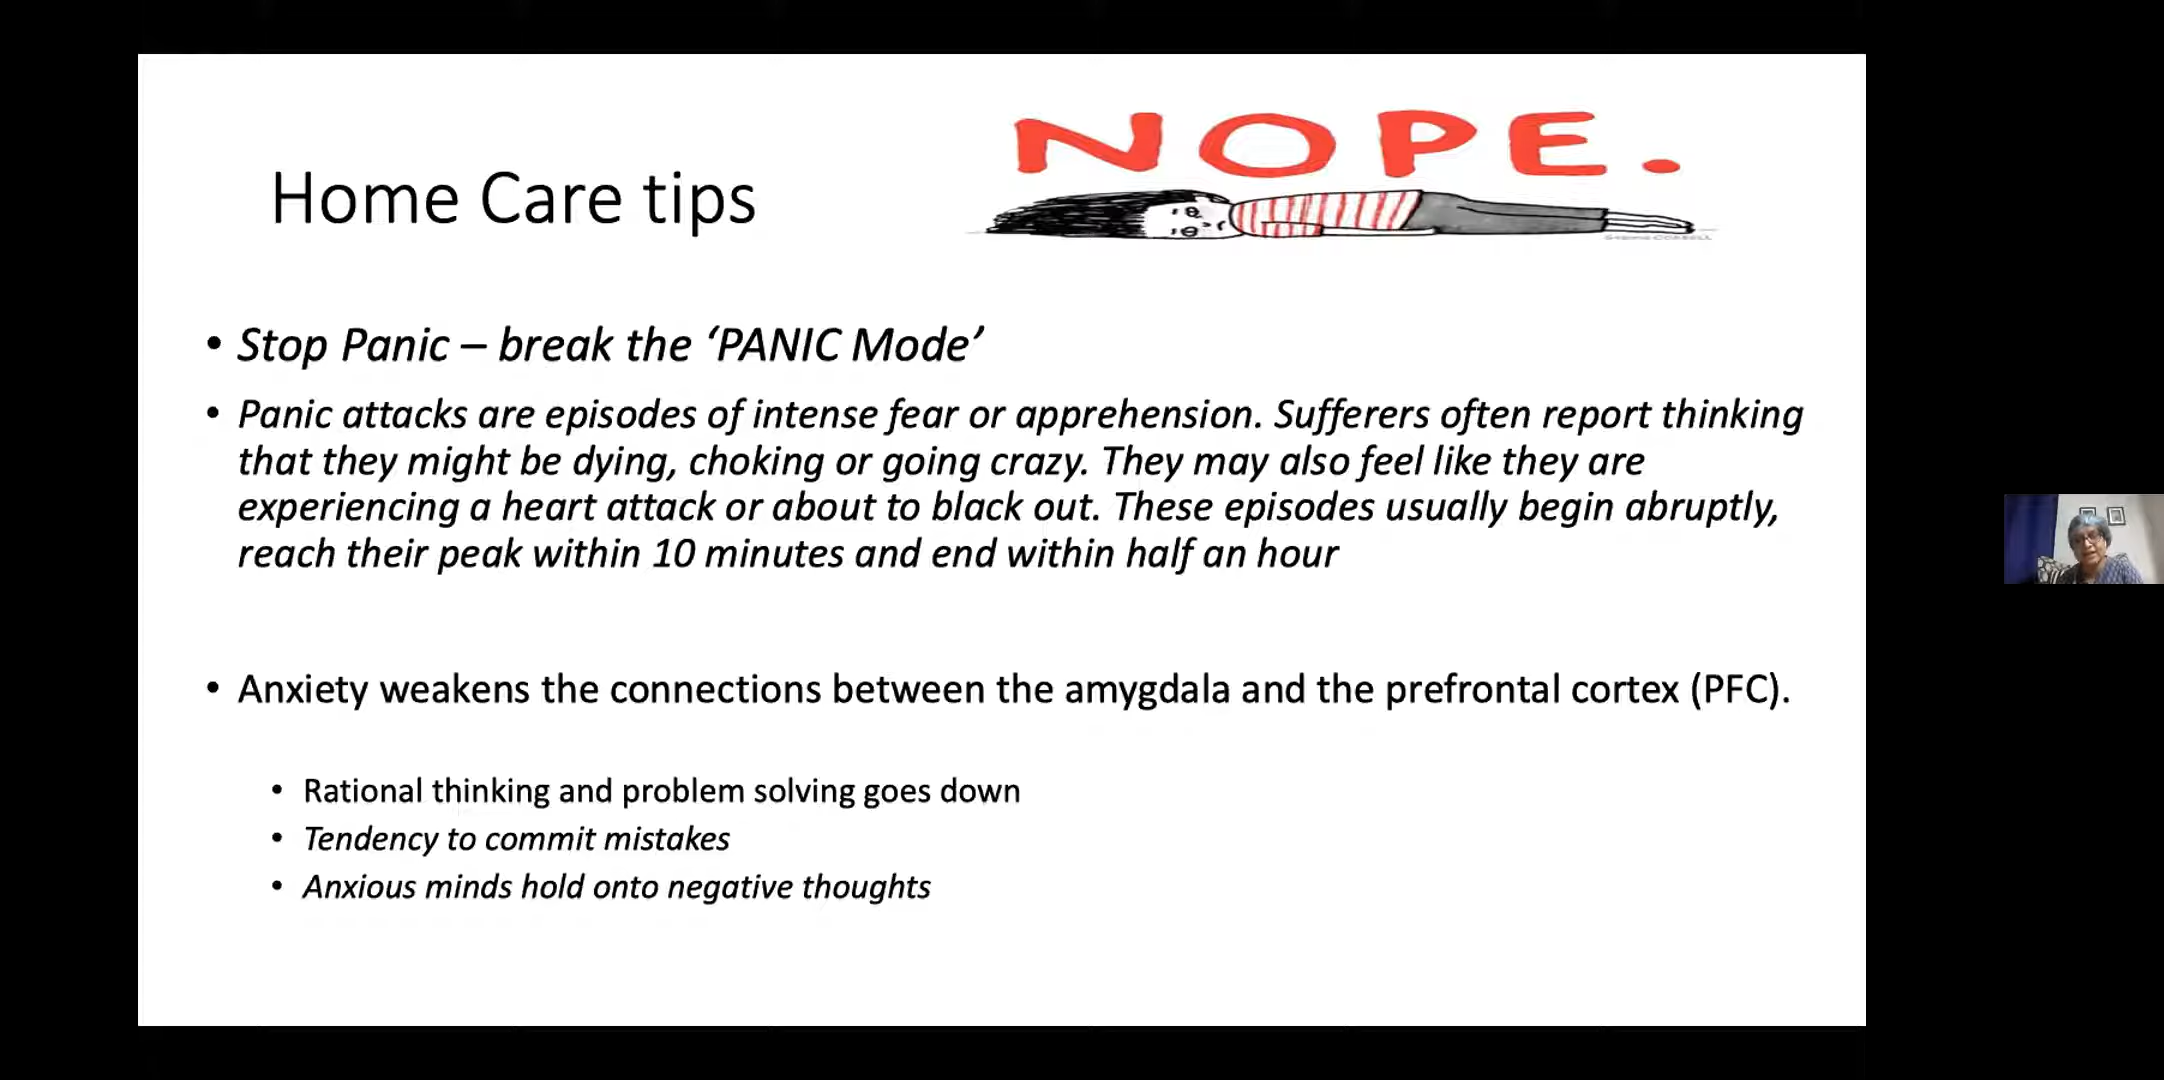 NOPE.
Home Care tips
• Stop Panic – break the ‘PANIC Mode’
• Panic attacks are episodes of intense fear or apprehension. Sufferers often report thinking
that they might be dying, choking or going crazy. They may also feel like they are
experiencing a heart attack or about to black out. These episodes usually begin abruptly,
reach their peak within 10 minutes and end within half an hour
• Anxiety weakens the connections between the amygdala and the prefrontal cortex (PFC).
• Rational thinking and problem solving goes down
• Tendency to commit mistakes
• Anxious minds hold onto negative thoughts